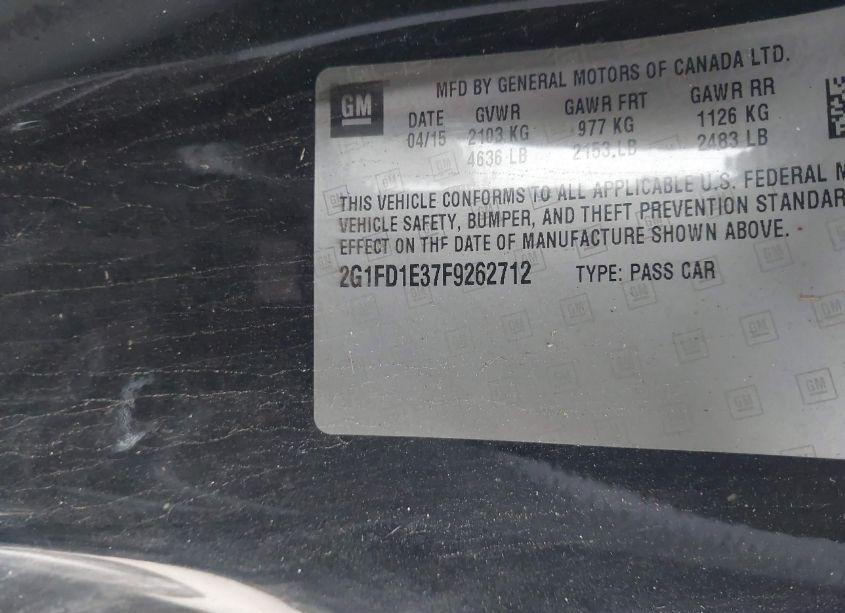 GM
MFD BY GENERAL MOTORS OF CANADA LTD.
DATE GVWR GAWR FRT GAWR RR
04/15 2103 KG 977 KG 1126 KG
4636 LB 2153 LB 2483 LB
THIS VEHICLE CONFORMS TO ALL APPLICABLE U.S. FEDERAL M
VEHICLE SAFETY, BUMPER, AND THEFT PREVENTION STANDAR
EFFECT ON THE DATE OF MANUFACTURE SHOWN ABOVE.
2G1FD1E37F9262712 TYPE: PASS CAR